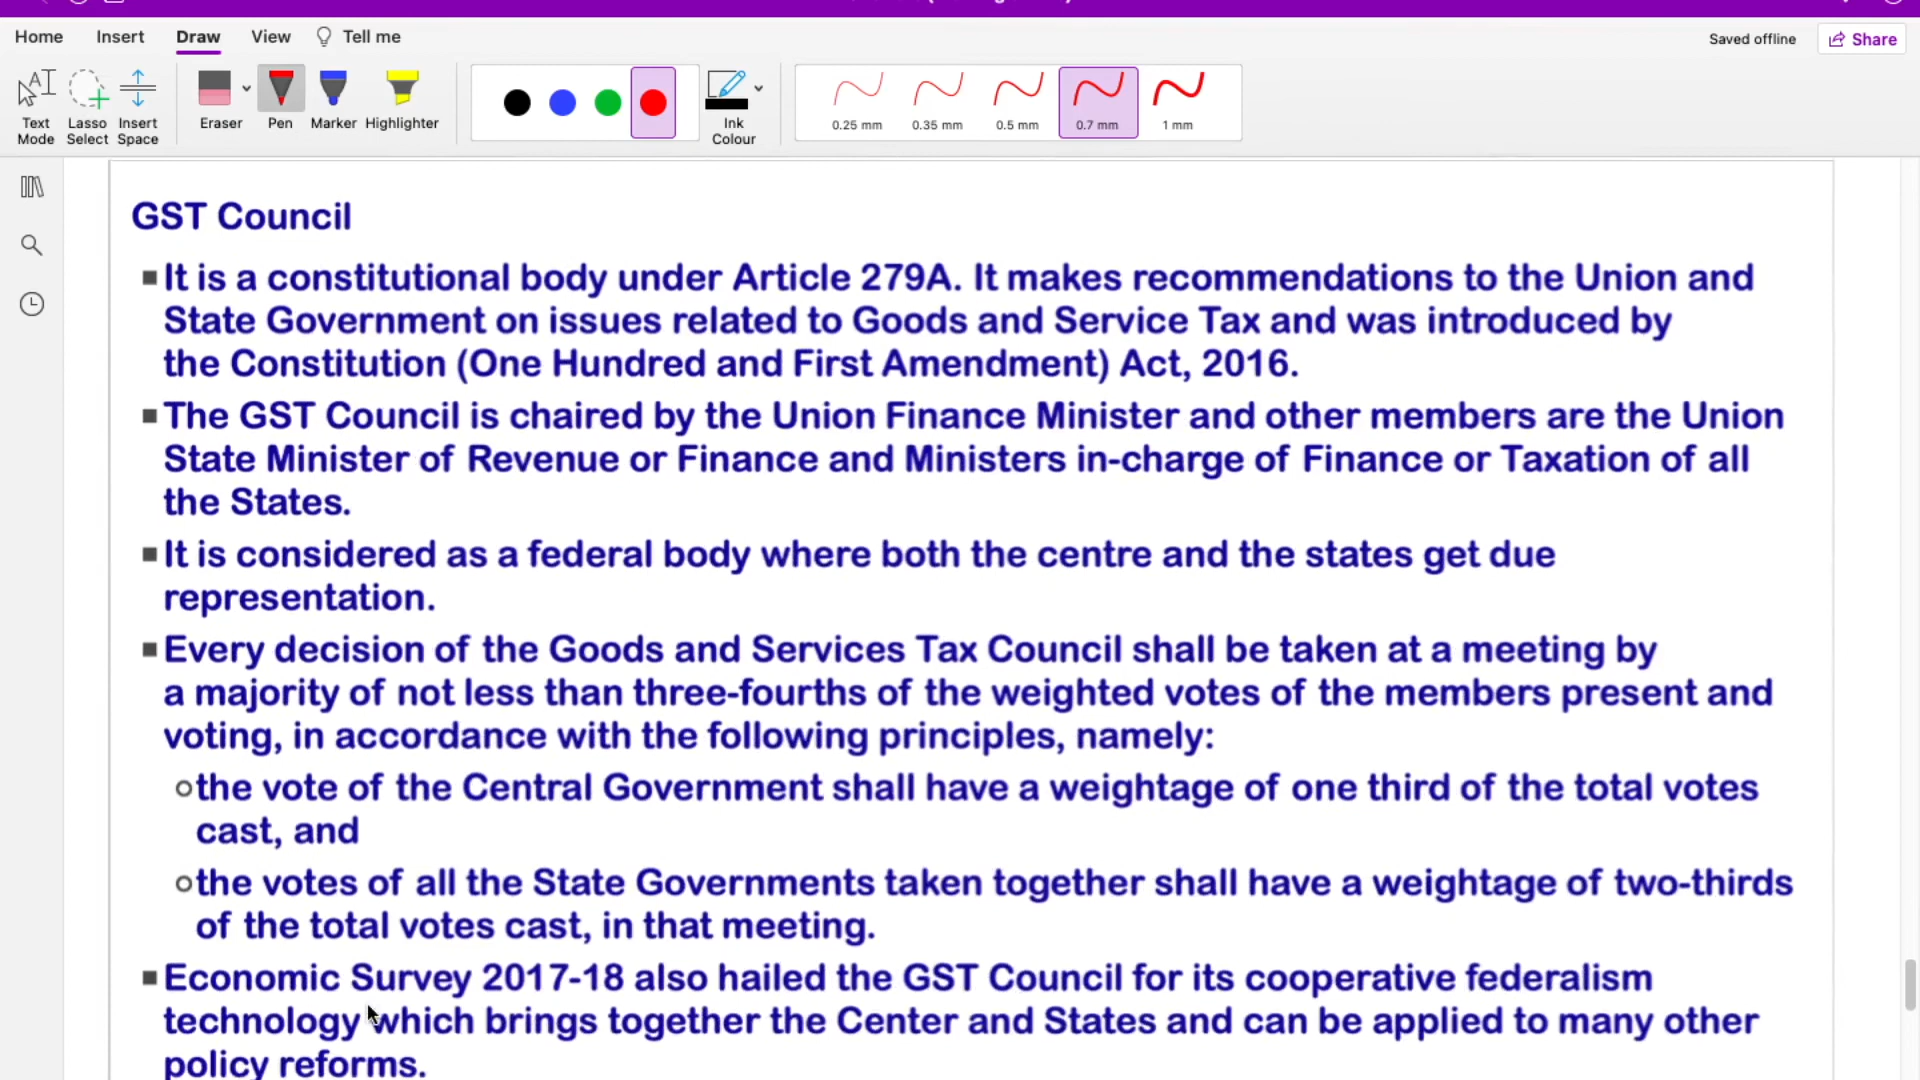 Home Insert Draw View Tell me
Saved offline Share
Text Mode
Lasso Select
Insert Space
Eraser
Pen
Marker
Highlighter
Ink Colour
0.25 mm
0.35 mm
0.5 mm
0.7 mm
1 mm
GST Council
It is a constitutional body under Article 279A. It makes recommendations to the Union and
State Government on issues related to Goods and Service Tax and was introduced by
the Constitution (One Hundred and First Amendment) Act, 2016.
The GST Council is chaired by the Union Finance Minister and other members are the Union
State Minister of Revenue or Finance and Ministers in-charge of Finance or Taxation of all
the States.
It is considered as a federal body where both the centre and the states get due
representation.
Every decision of the Goods and Services Tax Council shall be taken at a meeting by
a majority of not less than three-fourths of the weighted votes of the members present and
voting, in accordance with the following principles, namely:
the vote of the Central Government shall have a weightage of one third of the total votes
cast, and
the votes of all the State Governments taken together shall have a weightage of two-thirds
of the total votes cast, in that meeting.
Economic Survey 2017-18 also hailed the GST Council for its cooperative federalism
technology which brings together the Center and States and can be applied to many other
policy reforms.